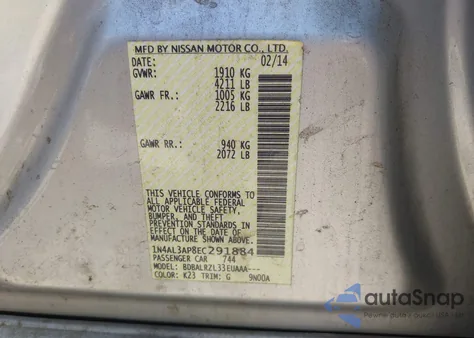 MFD BY NISSAN MOTOR CO., LTD.
DATE: 02/14
GVWR: 1910 KG
4211 LB
GAWR FR.: 1005 KG
2216 LB
GAWR RR.: 940 KG
2072 LB
THIS VEHICLE CONFORMS TO
ALL APPLICABLE FEDERAL
MOTOR VEHICLE SAFETY,
BUMPER, AND THEFT
PREVENTION STANDARDS
IN EFFECT ON THE DATE OF
MANUFACTURE SHOWN ABOVE.
1N4AL3AP8EC291884
PASSENGER CAR 744
MODEL: BDBALRZL33EUAAA---
COLOR: K23 TRIM: G 9N00A
autoSnap